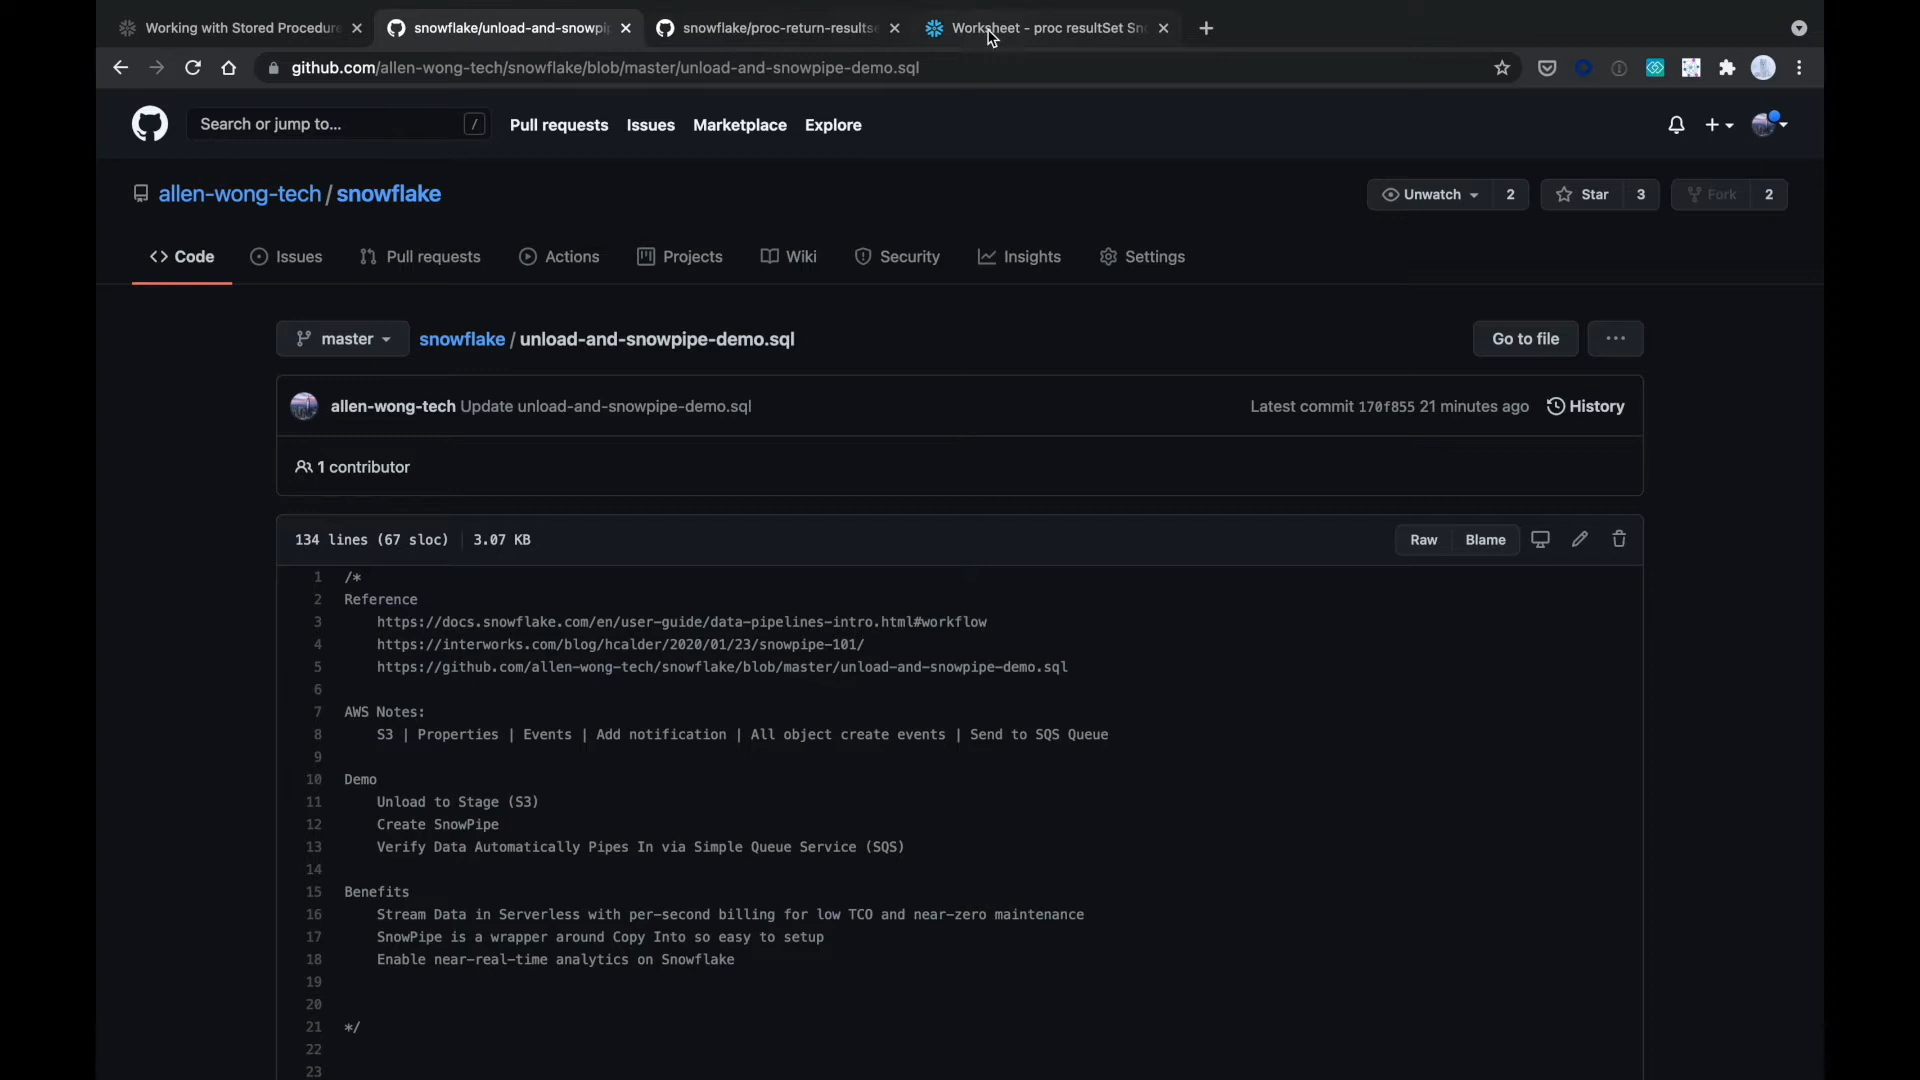 Working with Stored Procedure
snowflake/unload-and-snowpi
snowflake/proc-return-results
Worksheet - proc resultSet Sn
github.com/allen-wong-tech/snowflake/blob/master/unload-and-snowpipe-demo.sql
Search or jump to... /
Pull requests Issues Marketplace Explore
allen-wong-tech / snowflake
Unwatch 2 Star 3 Fork 2
Code Issues Pull requests Actions Projects Wiki Security Insights Settings
master snowflake / unload-and-snowpipe-demo.sql Go to file ...
allen-wong-tech Update unload-and-snowpipe-demo.sql Latest commit 170f855 21 minutes ago History
1 contributor
134 lines (67 sloc) 3.07 KB Raw Blame
1 /*
2 Reference
3 https://docs.snowflake.com/en/user-guide/data-pipelines-intro.html#workflow
4 https://interworks.com/blog/hcalder/2020/01/23/snowpipe-101/
5 https://github.com/allen-wong-tech/snowflake/blob/master/unload-and-snowpipe-demo.sql
6
7 AWS Notes:
8 S3 | Properties | Events | Add notification | All object create events | Send to SQS Queue
9
10 Demo
11 Unload to Stage (S3)
12 Create SnowPipe
13 Verify Data Automatically Pipes In via Simple Queue Service (SQS)
14
15 Benefits
16 Stream Data in Serverless with per-second billing for low TCO and near-zero maintenance
17 SnowPipe is a wrapper around Copy Into so easy to setup
18 Enable near-real-time analytics on Snowflake
19
20
21 */
22
23